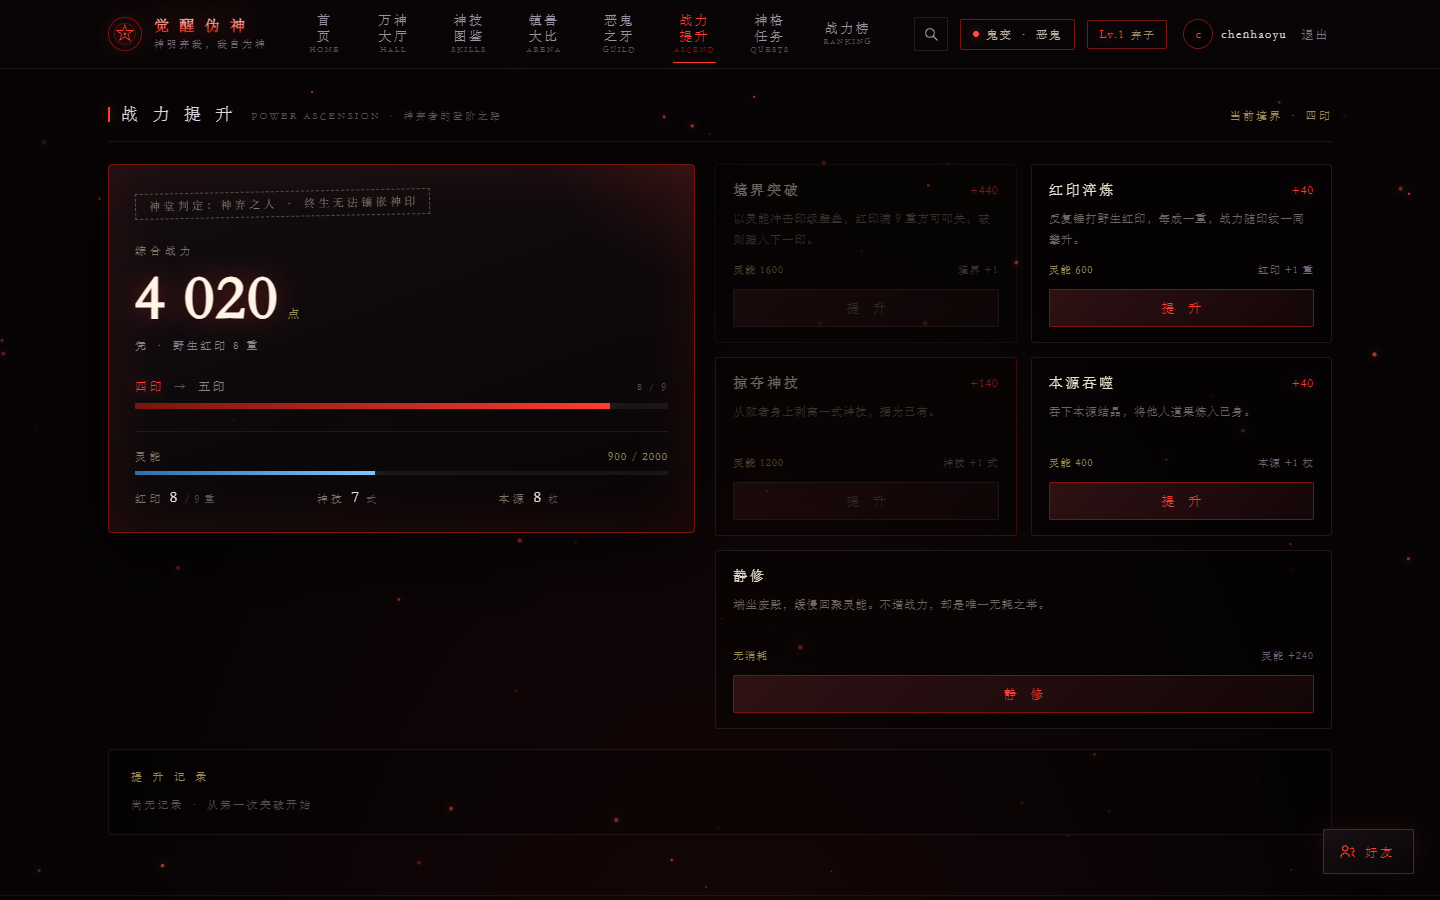 觉醒伪神
神明弃我，我自为神
首页
HOME
万神大厅
HALL
神技图鉴
SKILLS
镇兽大比
ARENA
恶鬼之牙
GUILD
战力提升
ASCEND
神格任务
QUESTS
战力榜
RANKING
鬼变 · 恶鬼
Lv.1 弃子
c
chenhaoyu
退出
战力提升 POWER ASCENSION · 神弃者的登阶之路
当前境界 · 四印
神堂判定：神弃之人 · 终生无法镶嵌神印
综合战力
4 020 点
凭 · 野生红印 8 重
四印 → 五印 8 / 9
灵能 900 / 2000
红印 8 / 9 重 神技 7 式 本源 8 枚
境界突破 +440
以灵能冲击印级壁垒，红印满 9 重方可叩关，破
则踏入下一印。
灵能 1600 境界 +1
提升
红印淬炼 +40
反复锤打野生红印，每成一重，战力随印纹一同
攀升。
灵能 600 红印 +1 重
提升
掠夺神技 +140
从败者身上剥离一式神技，据为己有。
灵能 1200 神技 +1 式
提升
本源吞噬 +40
吞下本源结晶，将他人道果炼入己身。
灵能 400 本源 +1 枚
提升
静修
端坐废殿，缓慢回聚灵能。不增战力，却是唯一无耗之举。
无消耗 灵能 +240
静修
提升记录
尚无记录 · 从第一次突破开始
好友